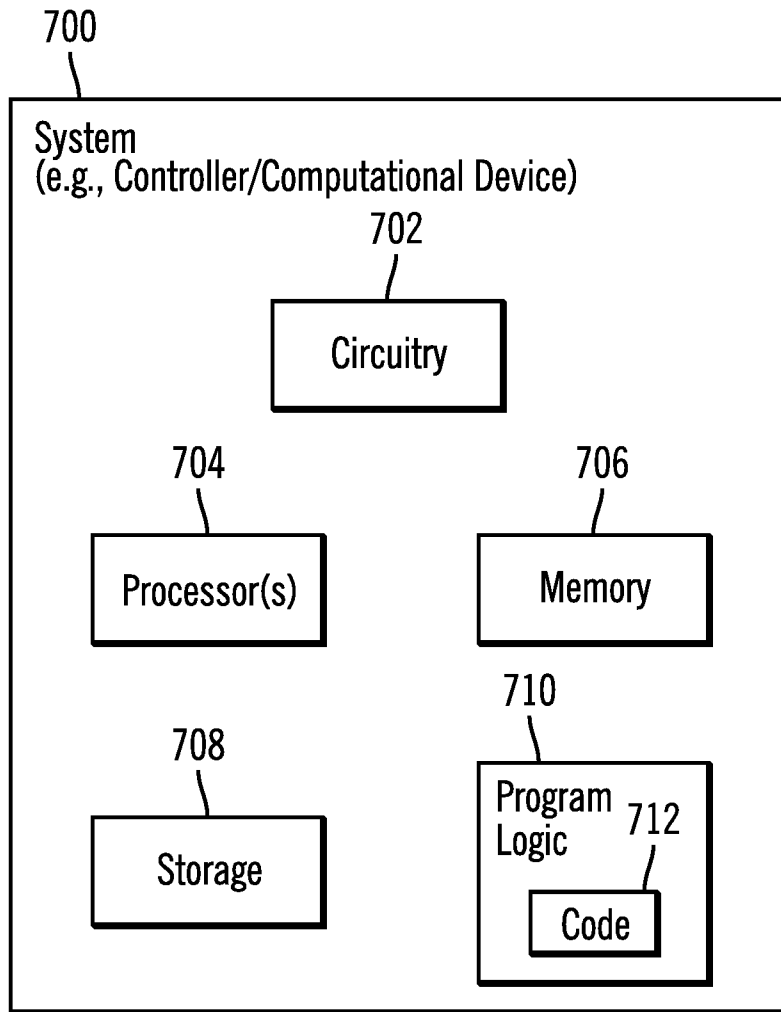 700
System
(e.g., Controller/Computational Device)
702
Circuitry
704
706
Processor(s)
Memory
708
710
Storage
Program
Logic
712
Code